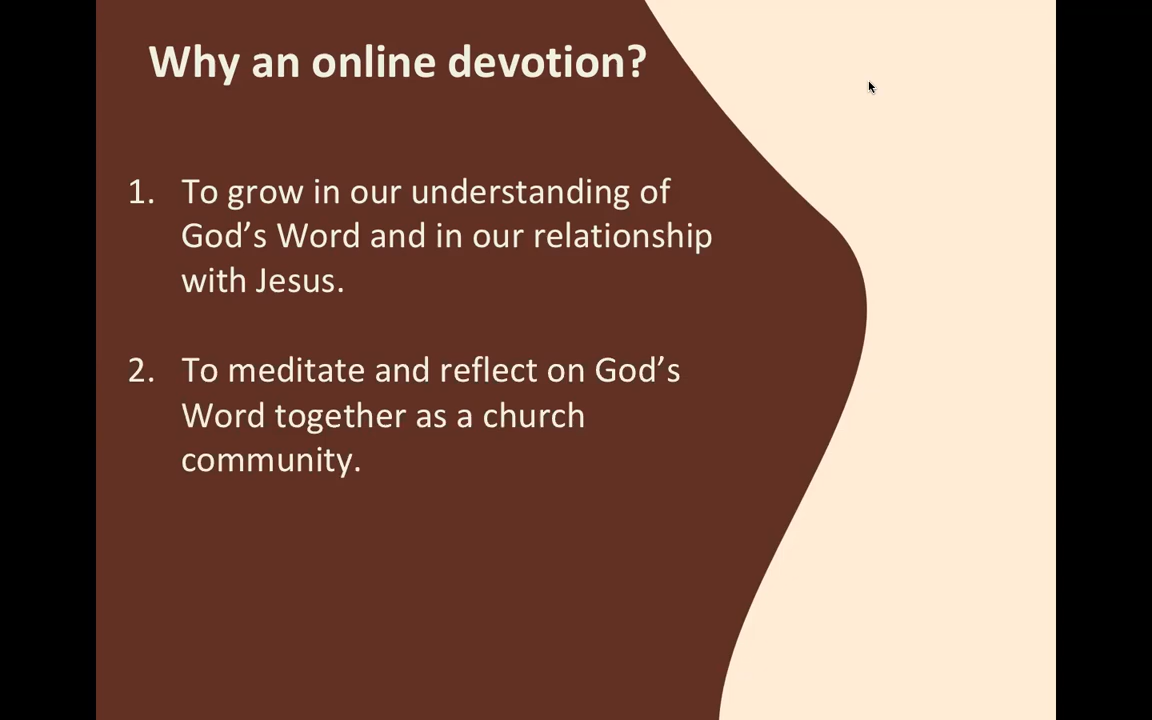 Why an online devotion?
1. To grow in our understanding of
God’s Word and in our relationship
with Jesus.
2. To meditate and reflect on God’s
Word together as a church
community.